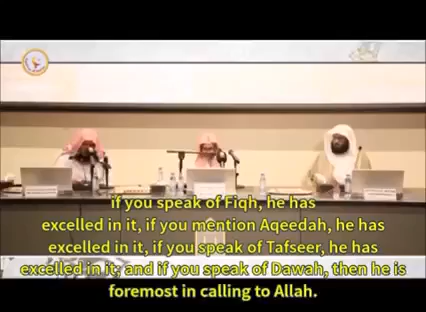 if you speak of Fiqh, he has
excelled in it, if you mention Aqeedah, he has
excelled in it, if you speak of Tafseer, he has
excelled in it; and if you speak of Dawah, then he is
foremost in calling to Allah.